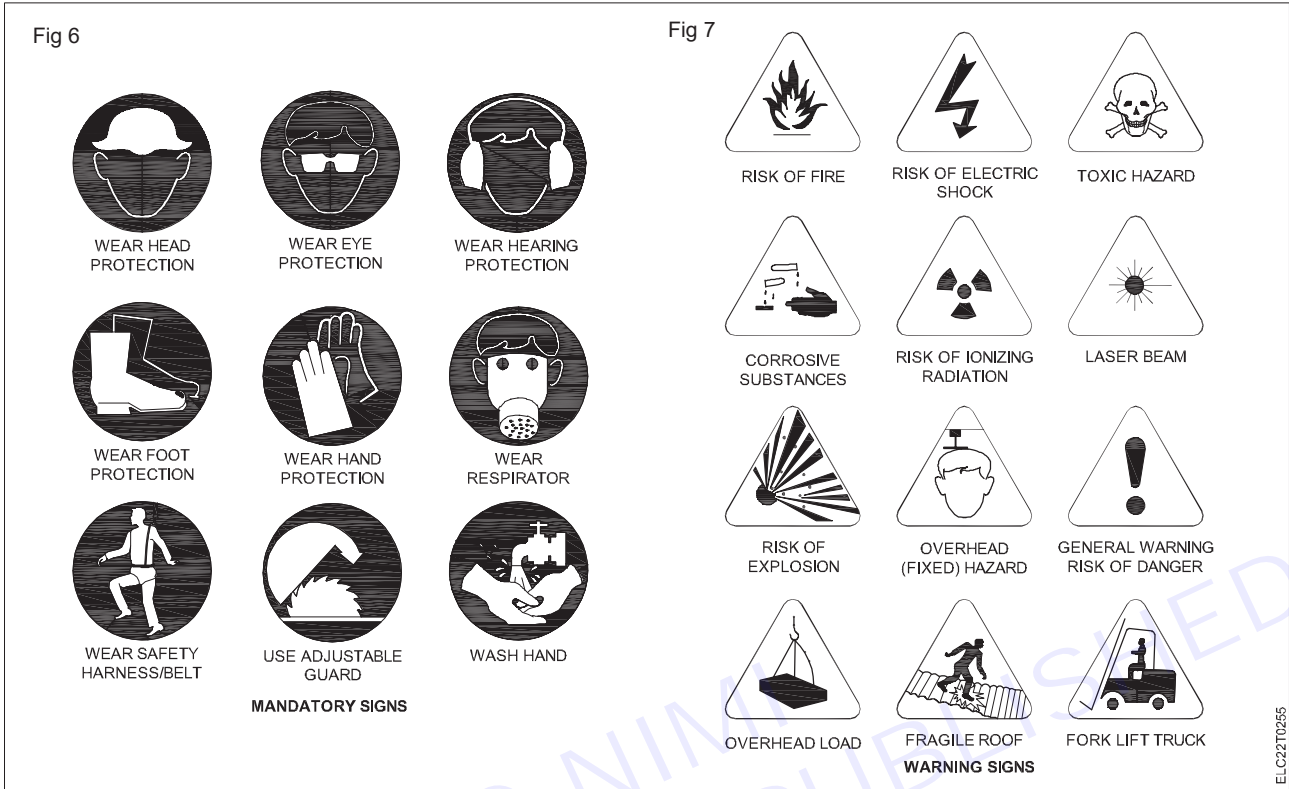 Fig 6
WEAR HEAD
PROTECTION
WEAR EYE
PROTECTION
WEAR HEARING
PROTECTION
WEAR FOOT
PROTECTION
WEAR HAND
PROTECTION
WEAR
RESPIRATOR
WEAR SAFETY
HARNESS/BELT
USE ADJUSTABLE
GUARD
WASH HAND
MANDATORY SIGNS
Fig 7
RISK OF FIRE
RISK OF ELECTRIC
SHOCK
TOXIC HAZARD
CORROSIVE
SUBSTANCES
RISK OF IONIZING
RADIATION
LASER BEAM
RISK OF
EXPLOSION
OVERHEAD
(FIXED) HAZARD
GENERAL WARNING
RISK OF DANGER
OVERHEAD LOAD
FRAGILE ROOF
FORK LIFT TRUCK
WARNING SIGNS
ELC22T0255
NIMI
PUBLISHED